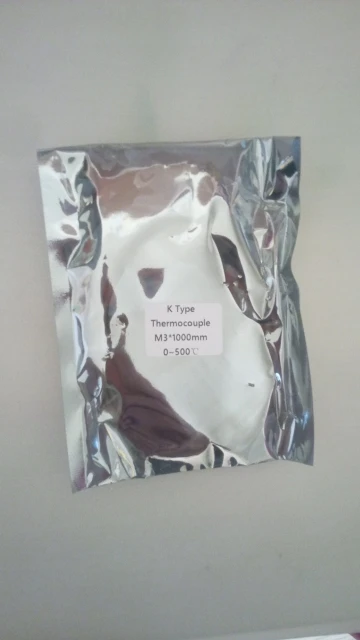 K Type
Thermocouple
M3*1000mm
0~500℃